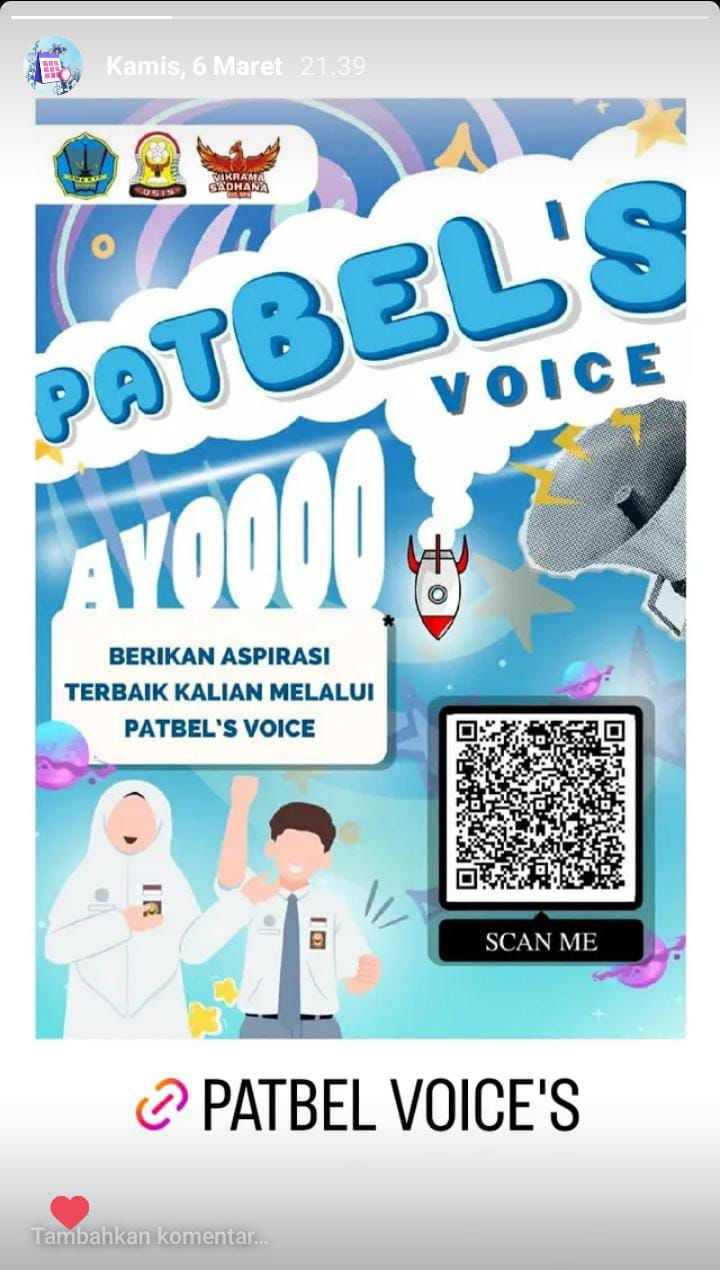 Kamis, 6 Maret 21.39
OSIS
VIKRAMA
SADHANA
PATBEL'S
VOICE
AYOOOO
*
BERIKAN ASPIRASI
TERBAIK KALIAN MELALUI
PATBEL'S VOICE
SCAN ME
PATBEL VOICE'S
Tambahkan komentar...